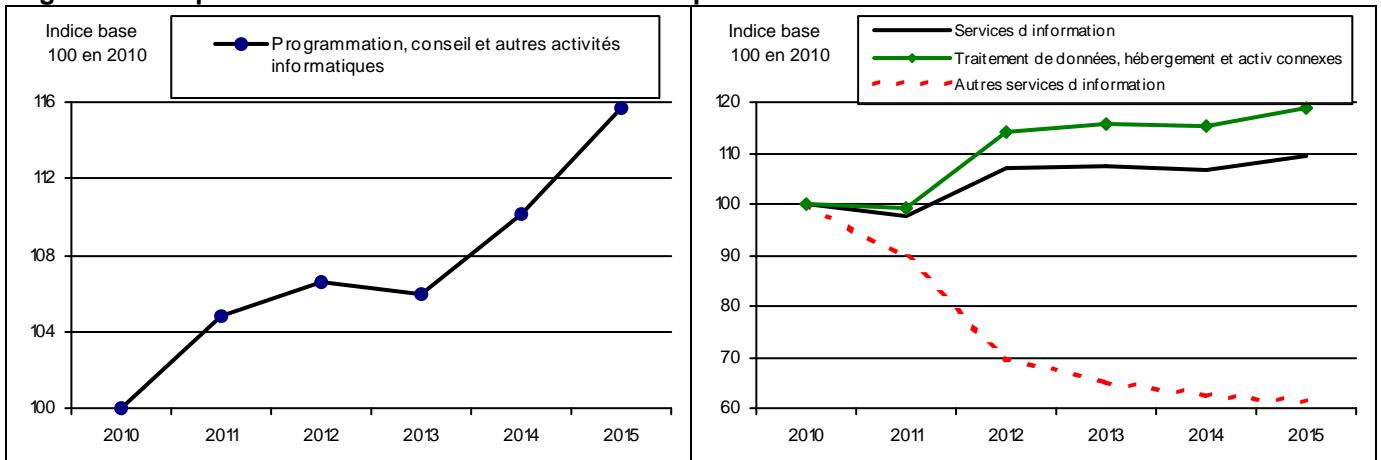 Indice base
100 en 2010
Programmation, conseil et autres activités
informatiques
116
112
108
104
100
2010 2011 2012 2013 2014 2015
Indice base
100 en 2010
Services d information
Traitement de données, hébergement et activ connexes
Autres services d information
120
110
100
90
80
70
60
2010 2011 2012 2013 2014 2015